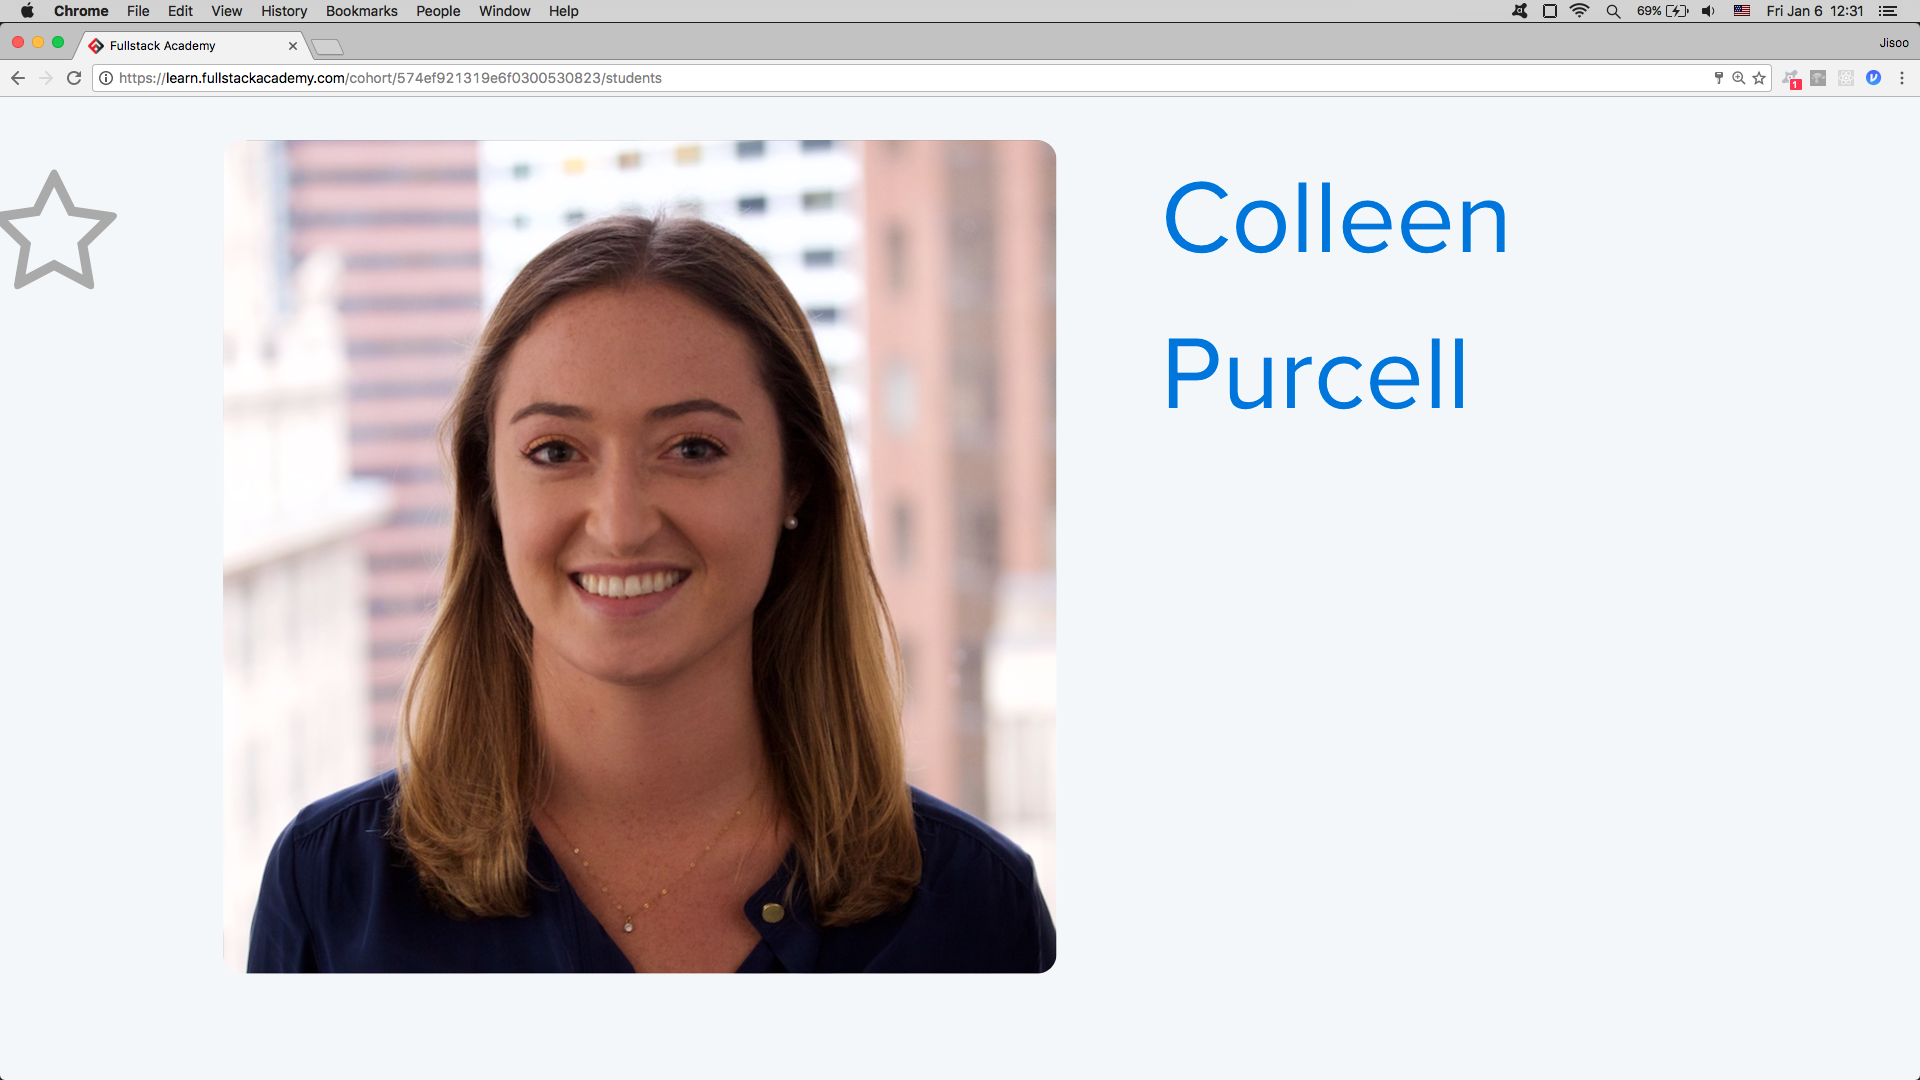 Chrome File Edit View History Bookmarks People Window Help 69% Fri Jan 6 12:31
Fullstack Academy Jisoo
https://learn.fullstackacademy.com/cohort/574ef921319e6f0300530823/students 1
Colleen
Purcell